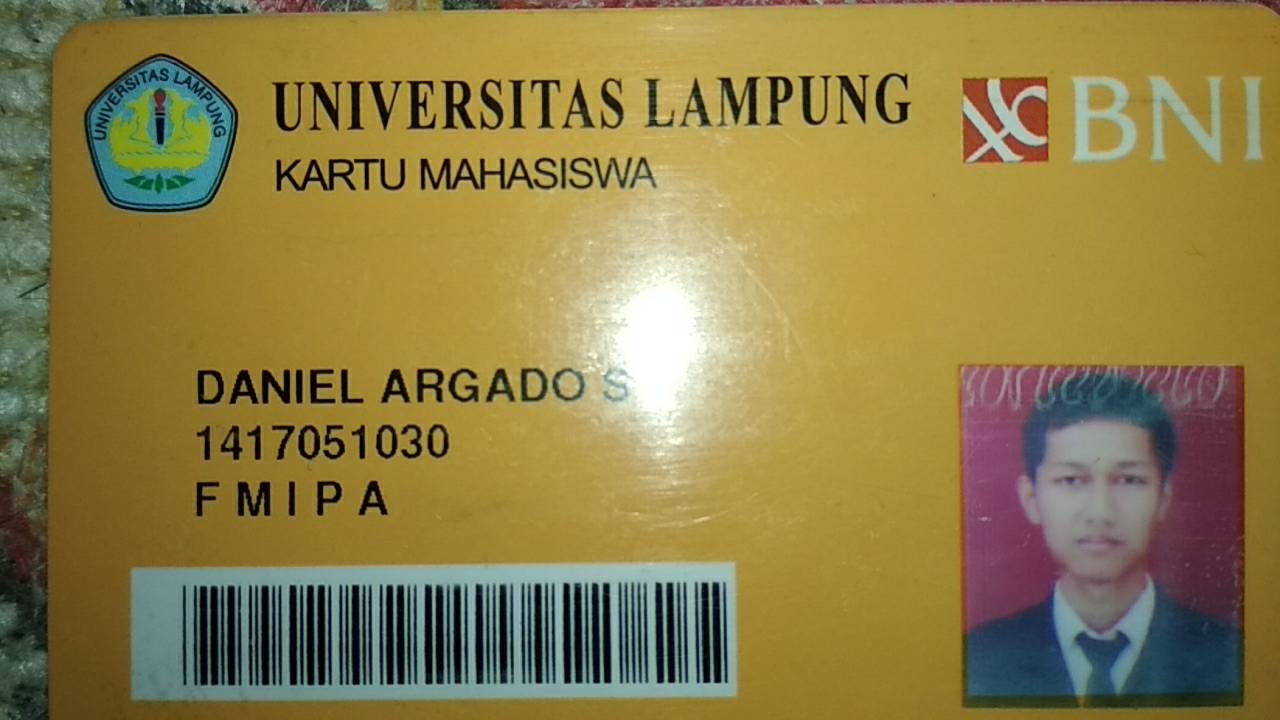 UNIVERSITAS LAMPUNG
UNIVERSITAS LAMPUNG
KARTU MAHASISWA
BNI
DANIEL ARGADO S
1417051030
F M I P A